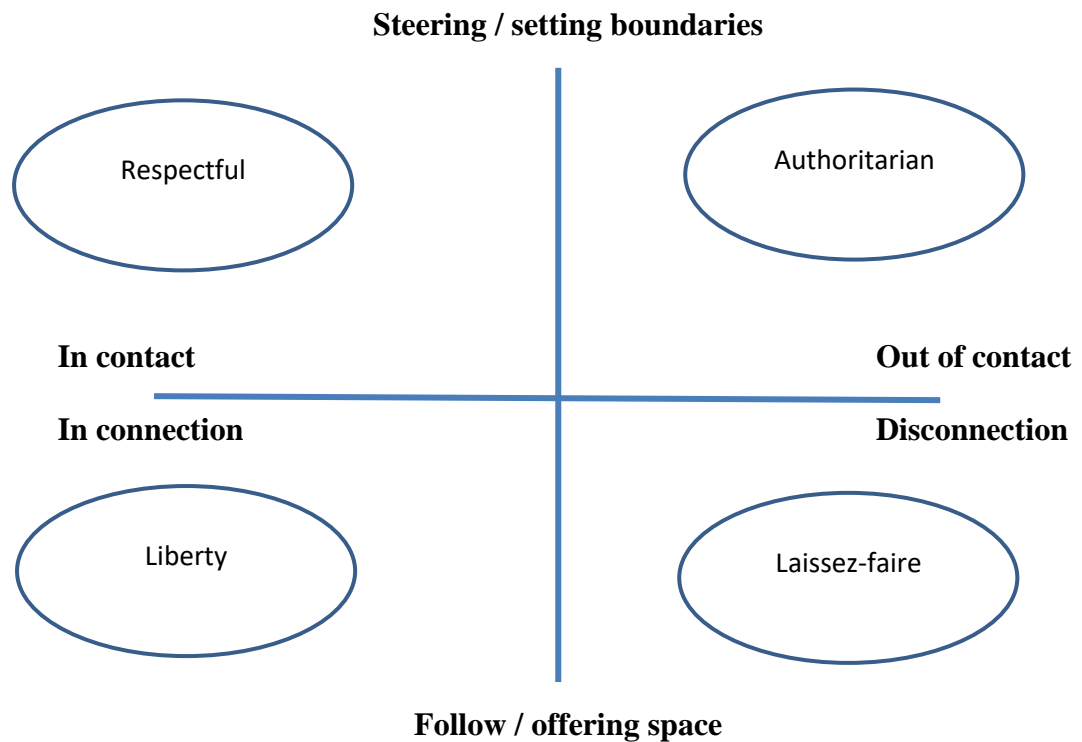 Steering / setting boundaries
Respectful
Authoritarian
In contact
Out of contact
In connection
Disconnection
Liberty
Laissez-faire
Follow / offering space